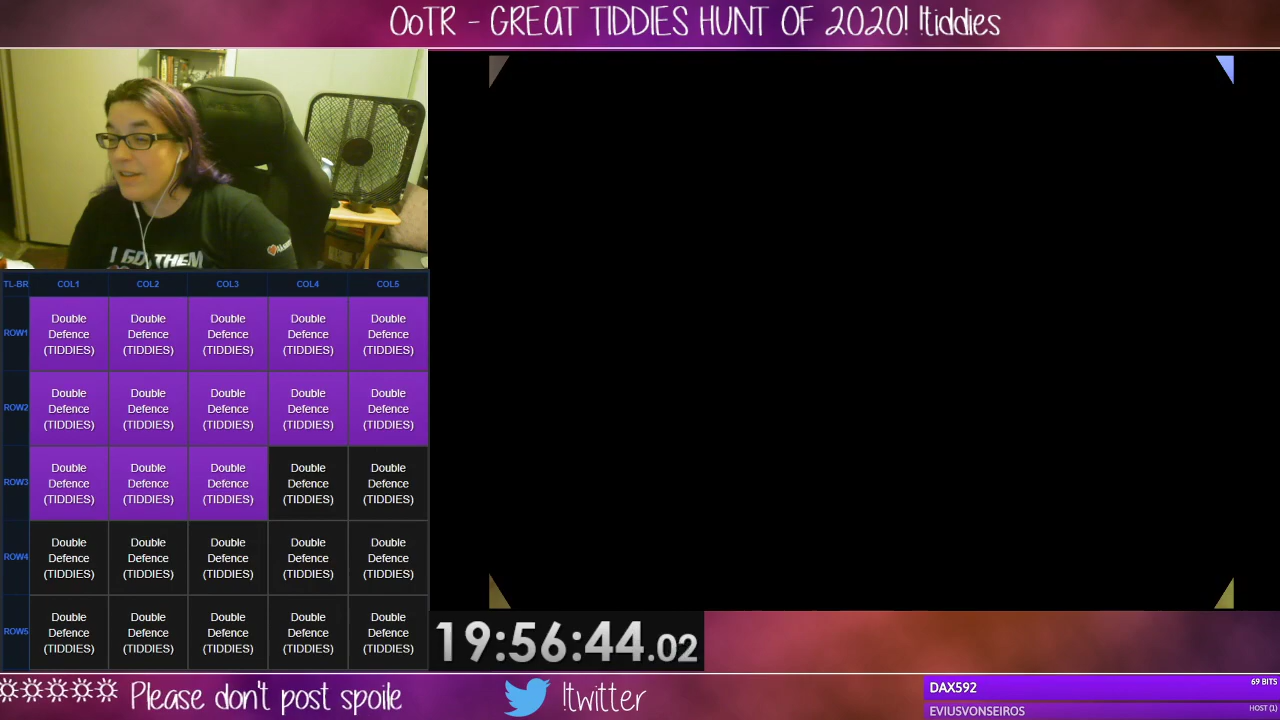 OoTR - GREAT TIDDIES HUNT OF 2020! !tiddies
I GOT THEM
TL-BR COL1 COL2 COL3 COL4 COL5
ROW1
Double Defence (TIDDIES)
Double Defence (TIDDIES)
Double Defence (TIDDIES)
Double Defence (TIDDIES)
Double Defence (TIDDIES)
ROW2
Double Defence (TIDDIES)
Double Defence (TIDDIES)
Double Defence (TIDDIES)
Double Defence (TIDDIES)
Double Defence (TIDDIES)
ROW3
Double Defence (TIDDIES)
Double Defence (TIDDIES)
Double Defence (TIDDIES)
Double Defence (TIDDIES)
Double Defence (TIDDIES)
ROW4
Double Defence (TIDDIES)
Double Defence (TIDDIES)
Double Defence (TIDDIES)
Double Defence (TIDDIES)
Double Defence (TIDDIES)
ROW5
Double Defence (TIDDIES)
Double Defence (TIDDIES)
Double Defence (TIDDIES)
Double Defence (TIDDIES)
Double Defence (TIDDIES)
19:56:44.02
Please don't post spoile
!twitter
DAX592 69 BITS
EVIUSVONSEIROS HOST (1)